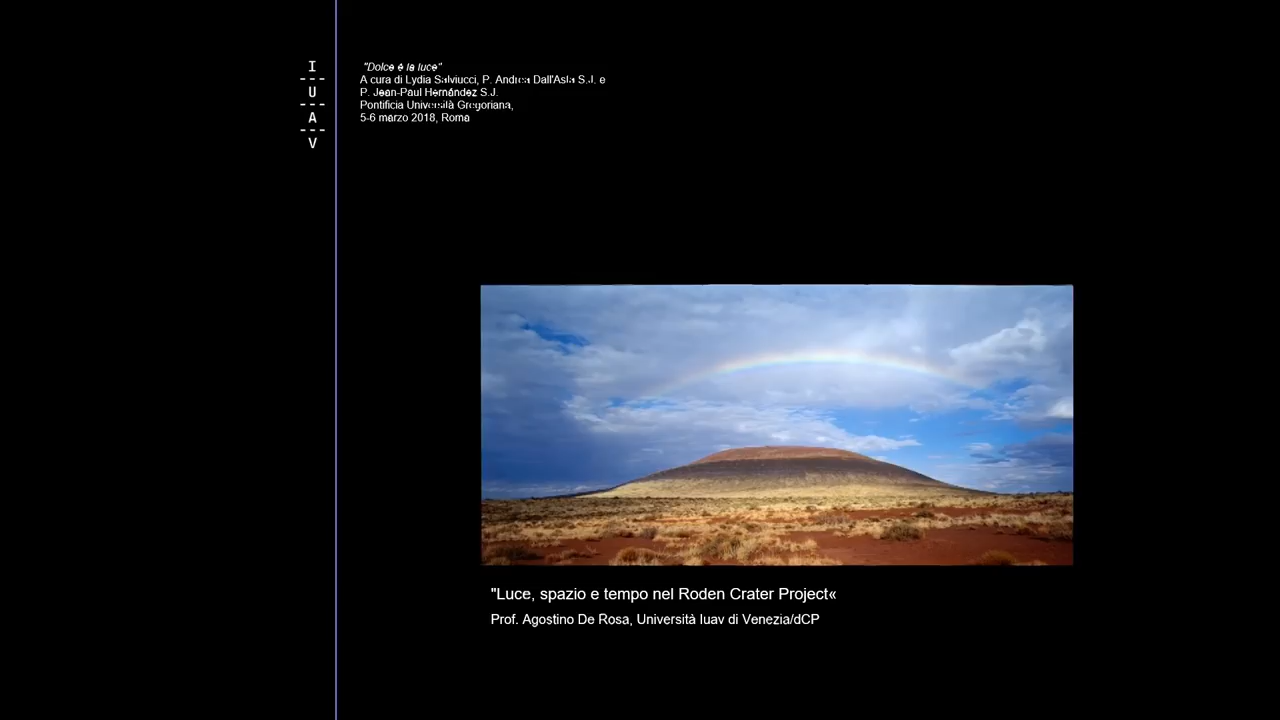 I
---
U
---
A
---
V
"Dolce è la luce"
A cura di Lydia Salviucci, P. Andrea Dall'Asta S.J. e
P. Jean-Paul Hernández S.J.
Pontificia Università Gregoriana,
5-6 marzo 2018, Roma
"Luce, spazio e tempo nel Roden Crater Project«
Prof. Agostino De Rosa, Università Iuav di Venezia/dCP